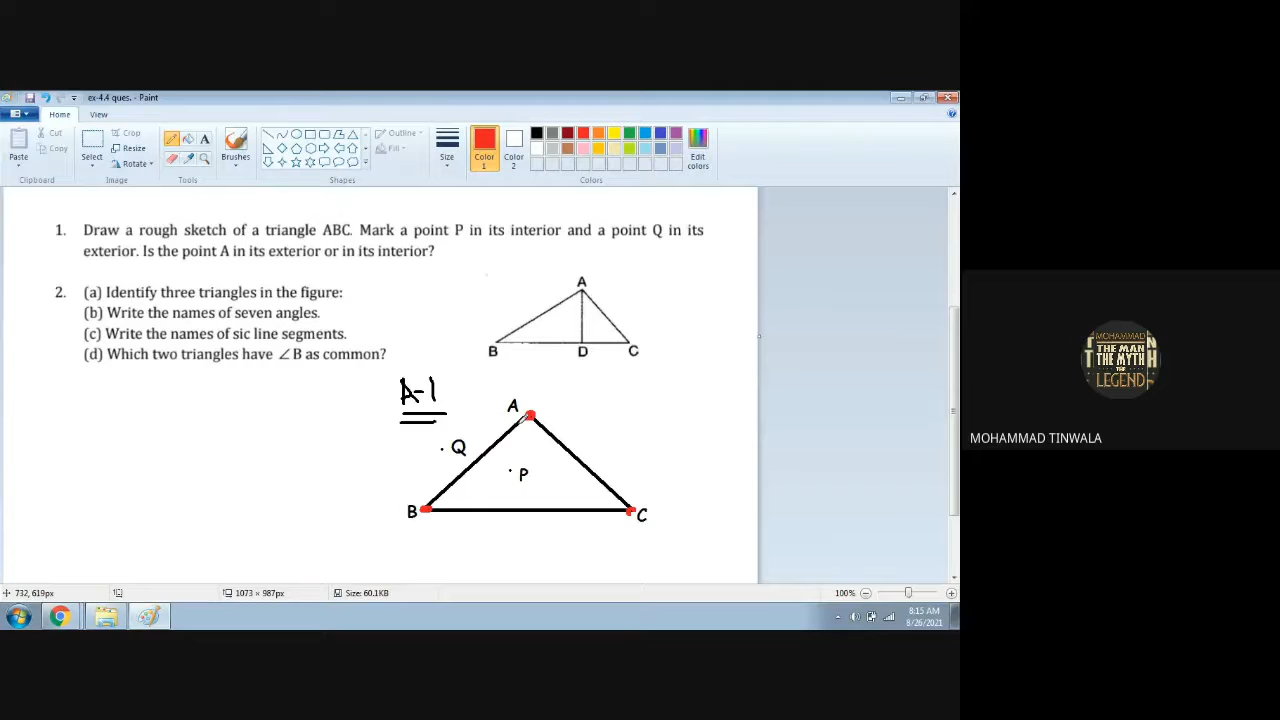 ex-4.4 ques. - Paint
Home View
Cut
Copy
Paste
Clipboard
Select
Crop
Resize
Rotate
Image
A
Tools
Brushes
Shapes
Outline
Fill
Size
Color 1
Color 2
Edit colors
Colors
1. Draw a rough sketch of a triangle ABC. Mark a point P in its interior and a point Q in its
exterior. Is the point A in its exterior or in its interior?
2. (a) Identify three triangles in the figure:
(b) Write the names of seven angles.
(c) Write the names of sic line segments.
(d) Which two triangles have ∠B as common?
A
B D C
A-1
A
Q
P
B
C
732, 619px
1073 × 987px
Size: 60.1KB
100%
8:15 AM
8/26/2021
MOHAMMAD
THE MAN
THE MYTH
THE
LEGEND
MOHAMMAD TINWALA